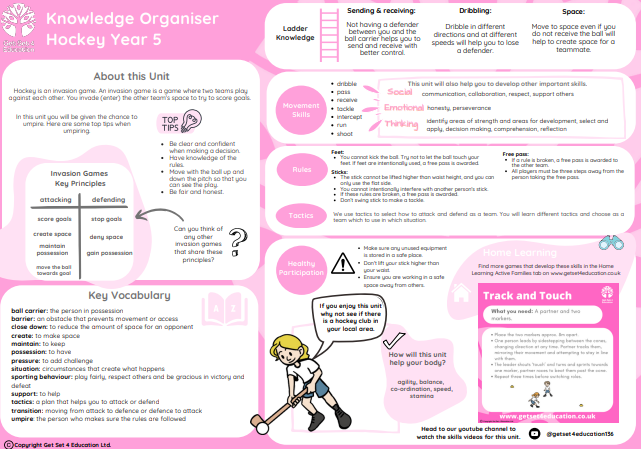 Get Set 4
Education
Knowledge Organiser
Hockey Year 5
About this Unit
Hockey is an invasion game. An invasion game is a game where two teams play
against each other. You invade (enter) the other team's space to try to score goals.
In this unit you will be given the chance to
umpire. Here are some top tips when
umpiring.
TOP
TIPS
• Be clear and confident
when making a decision.
• Have knowledge of the
rules.
• Move with the ball up and
down the pitch so that you
can see the play.
• Be fair and honest.
Invasion Games
Key Principles
attacking defending
score goals stop goals
create space deny space
maintain
possession gain possession
move the ball
towards goal
Can you think of
any other
invasion games
that share these
principles?
?
Key Vocabulary
ball carrier: the person in possession
barrier: an obstacle that prevents movement or access
close down: to reduce the amount of space for an opponent
create: to make space
maintain: to keep
possession: to have
pressure: to add challenge
situation: circumstances that create what happens
sporting behaviour: play fairly, respect others and be gracious in victory and
defeat
support: to help
tactics: a plan that helps you to attack or defend
transition: moving from attack to defence or defence to attack
umpire: the person who makes sure the rules are followed
© Copyright Get Set 4 Education Ltd.
Ladder
Knowledge
Sending & receiving:
Not having a defender
between you and the
ball carrier helps you to
send and receive with
better control.
Dribbling:
Dribble in different
directions and at different
speeds will help you to lose
a defender.
Space:
Move to space even if you
do not receive the ball will
help to create space for a
teammate.
Movement
Skills
• dribble
• pass
• receive
• tackle
• intercept
• run
• shoot
This unit will also help you to develop other important skills.
Social communication, collaboration, respect, support others
Emotional honesty, perseverance
Thinking identify areas of strength and areas for development, select and
apply, decision making, comprehension, reflection
Rules
Feet:
• You cannot kick the ball. Try not to let the ball touch your
feet. If feet are intentionally used, a free pass is awarded.
Sticks:
• The stick cannot be lifted higher than waist height, and you can
only use the flat side.
• You cannot intentionally interfere with another person's stick.
• If these rules are broken, a free pass is awarded.
• Don't swing stick to make a tackle.
Free pass:
• If a rule is broken, a free pass is awarded to
the other team.
• All players must be three steps away from the
person taking the free pass.
Tactics
We use tactics to select how to attack and defend as a team. You will learn different tactics and choose as a
team which to use in which situation.
Healthy
Participation
• Make sure any unused equipment
is stored in a safe place.
• Don't lift your stick higher than
your waist.
• Ensure you are working in a safe
space away from others.
If you enjoy this unit
why not see if there
is a hockey club in
your local area.
How will this unit
help your body?
agility, balance,
co-ordination, speed,
stamina
Home Learning
Find more games that develop these skills in the Home
Learning Active Families tab on www.getset4education.co.uk
Track and Touch
What you need: A partner and two
markers.
• Place the two markers approx. 8m apart.
• One person leads by sidestepping between the cones,
changing direction at any time. Partner tracks them,
mirroring their movement and attempting to stay in line
with them.
• The leader shouts 'touch' and turns and sprints towards
one marker, partner races to beat them past the cone.
• Repeat three times before switching roles.
www.getset4education.co.uk
Head to our youtube channel to
watch the skills videos for this unit.
@getset4education136